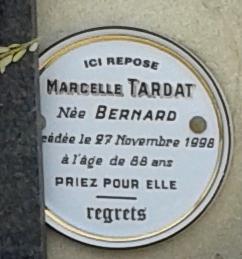 ICI REPOSE
MARCELLE TARDAT
Née BERNARD
cédée le 27 Novembre 1998
à l'âge de 88 ans
PRIEZ POUR ELLE
regrets